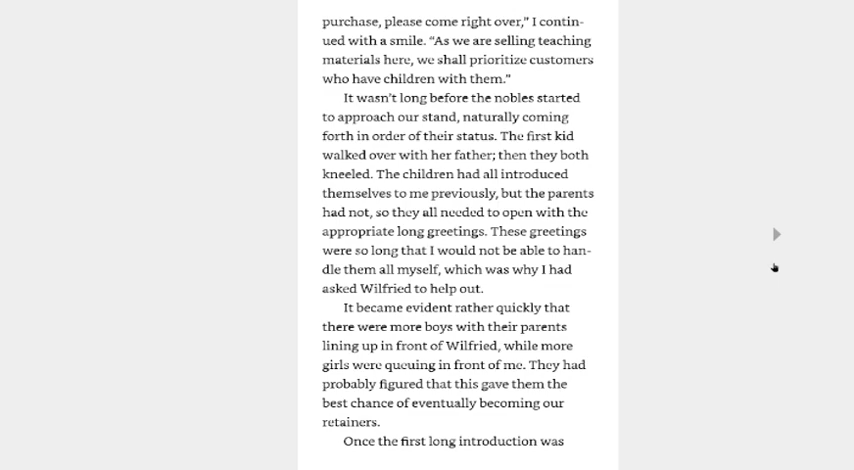 purchase, please come right over,” I contin-
ued with a smile. “As we are selling teaching
materials here, we shall prioritize customers
who have children with them.”
It wasn’t long before the nobles started
to approach our stand, naturally coming
forth in order of their status. The first kid
walked over with her father; then they both
kneeled. The children had all introduced
themselves to me previously, but the parents
had not, so they all needed to open with the
appropriate long greetings. These greetings
were so long that I would not be able to han-
dle them all myself, which was why I had
asked Wilfried to help out.
It became evident rather quickly that
there were more boys with their parents
lining up in front of Wilfried, while more
girls were queuing in front of me. They had
probably figured that this gave them the
best chance of eventually becoming our
retainers.
Once the first long introduction was